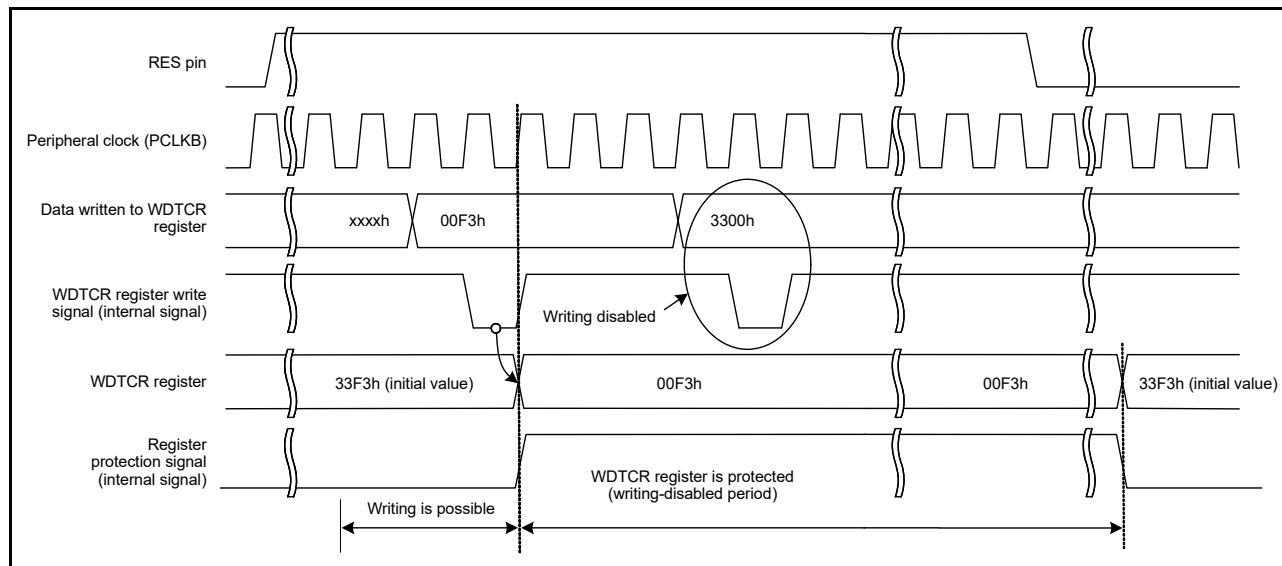 RES pin
Peripheral clock (PCLKB)
Data written to WDTCR
register
xxxxh
00F3h
3300h
WDTCR register write
signal (internal signal)
Writing disabled
WDTCR register
33F3h (initial value)
00F3h
00F3h
33F3h (initial value)
Register
protection signal
(internal signal)
WDTCR register is protected
(writing-disabled period)
Writing is possible